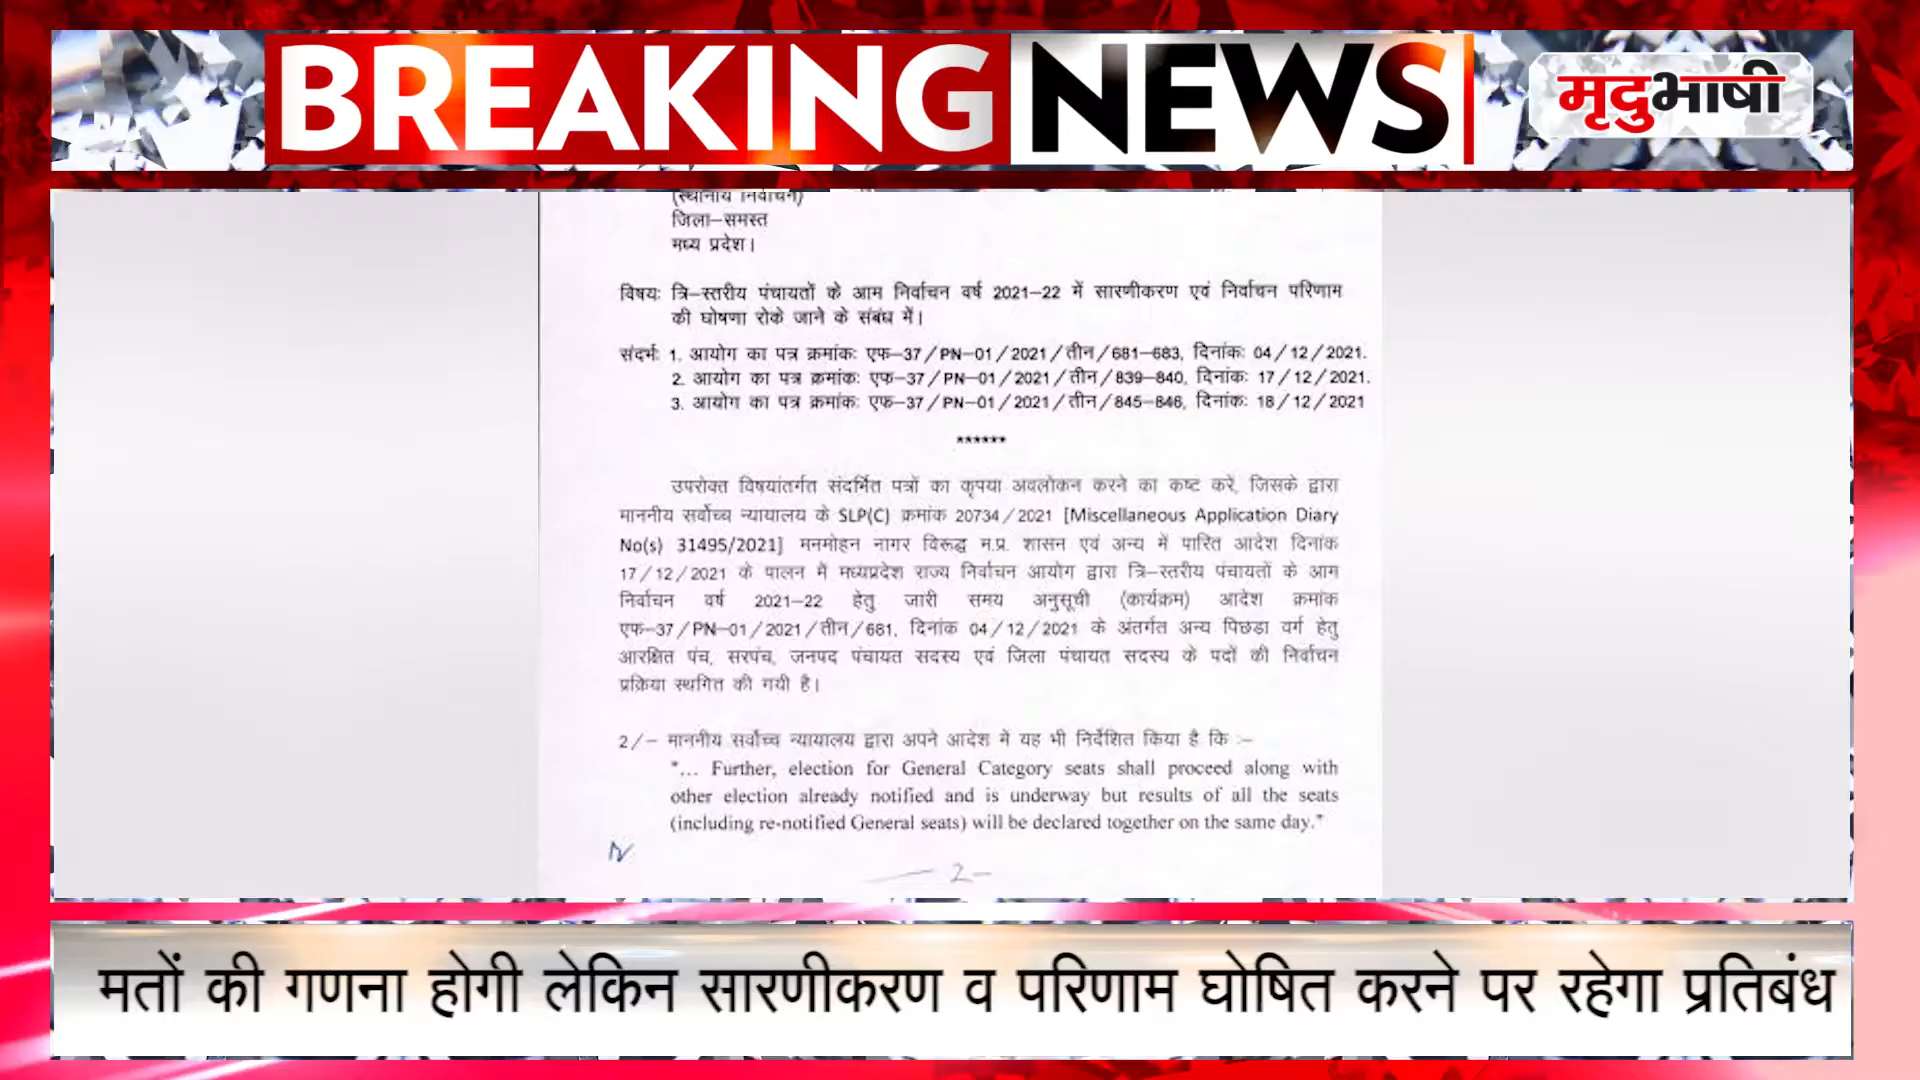 BREAKING NEWS
मृदुभाषी
(स्थानीय निर्वाचन)
जिला–समस्त
मध्य प्रदेश।
विषयः त्रि–स्तरीय पंचायतों के आम निर्वाचन वर्ष 2021–22 में सारणीकरण एवं निर्वाचन परिणाम
की घोषणा रोके जाने के संबंध में।
संदर्भः 1. आयोग का पत्र क्रमांकः एफ–37/PN–01/2021/तीन/681–683, दिनांकः 04/12/2021.
2. आयोग का पत्र क्रमांकः एफ–37/PN–01/2021/तीन/839–840, दिनांकः 17/12/2021.
3. आयोग का पत्र क्रमांकः एफ–37/PN–01/2021/तीन/845–846, दिनांकः 18/12/2021
******
उपरोक्त विषयांतर्गत संदर्भित पत्रों का कृपया अवलोकन करने का कष्ट करें, जिसके द्वारा
माननीय सर्वोच्च न्यायालय के SLP(C) क्रमांक 20734/2021 [Miscellaneous Application Diary
No(s) 31495/2021] मनमोहन नागर विरूद्ध म.प्र. शासन एवं अन्य में पारित आदेश दिनांक
17/12/2021 के पालन में मध्यप्रदेश राज्य निर्वाचन आयोग द्वारा त्रि–स्तरीय पंचायतों के आम
निर्वाचन वर्ष 2021–22 हेतु जारी समय अनुसूची (कार्यक्रम) आदेश क्रमांक
एफ–37/PN–01/2021/तीन/681, दिनांक 04/12/2021 के अंतर्गत अन्य पिछडा वर्ग हेतु
आरक्षित पंच, सरपंच, जनपद पंचायत सदस्य एवं जिला पंचायत सदस्य के पदों की निर्वाचन
प्रक्रिया स्थगित की गयी है।
2/– माननीय सर्वोच्च न्यायालय द्वारा अपने आदेश में यह भी निर्देशित किया है कि :–
"... Further, election for General Category seats shall proceed along with
other election already notified and is underway but results of all the seats
(including re-notified General seats) will be declared together on the same day."
— 2–
मतों की गणना होगी लेकिन सारणीकरण व परिणाम घोषित करने पर रहेगा प्रतिबंध